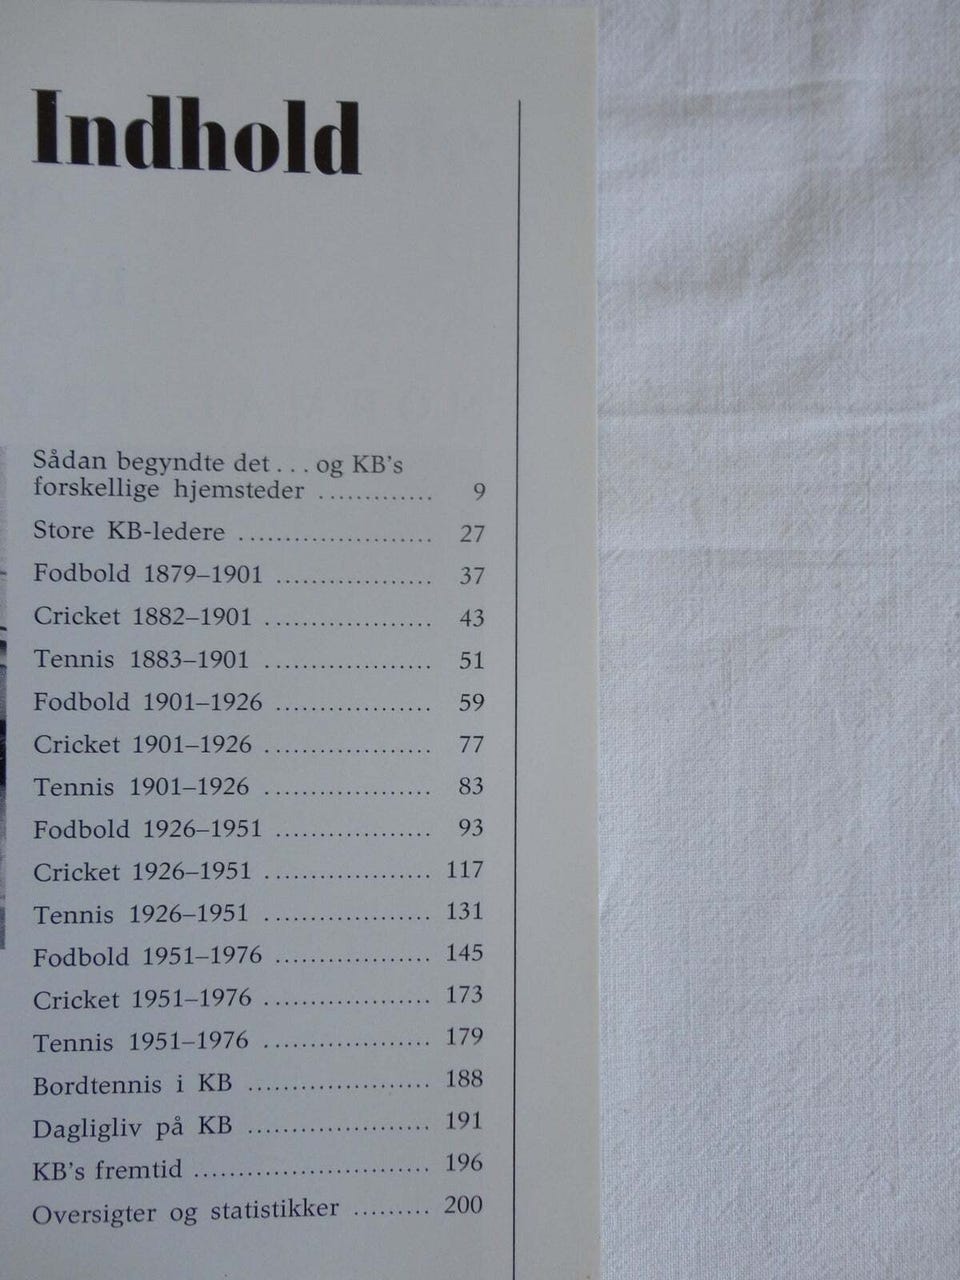 Indhold
Sådan begyndte det . . . og KB's
forskellige hjemsteder ............. 9
Store KB-ledere ...................... 27
Fodbold 1879–1901 .................. 37
Cricket 1882–1901 ................... 43
Tennis 1883–1901 ................... 51
Fodbold 1901–1926 .................. 59
Cricket 1901–1926 ................... 77
Tennis 1901–1926 ................... 83
Fodbold 1926–1951 .................. 93
Cricket 1926–1951 ................... 117
Tennis 1926–1951 ................... 131
Fodbold 1951–1976 .................. 145
Cricket 1951–1976 ................... 173
Tennis 1951–1976 ................... 179
Bordtennis i KB ..................... 188
Dagligliv på KB ..................... 191
KB's fremtid ........................... 196
Oversigter og statistikker ......... 200